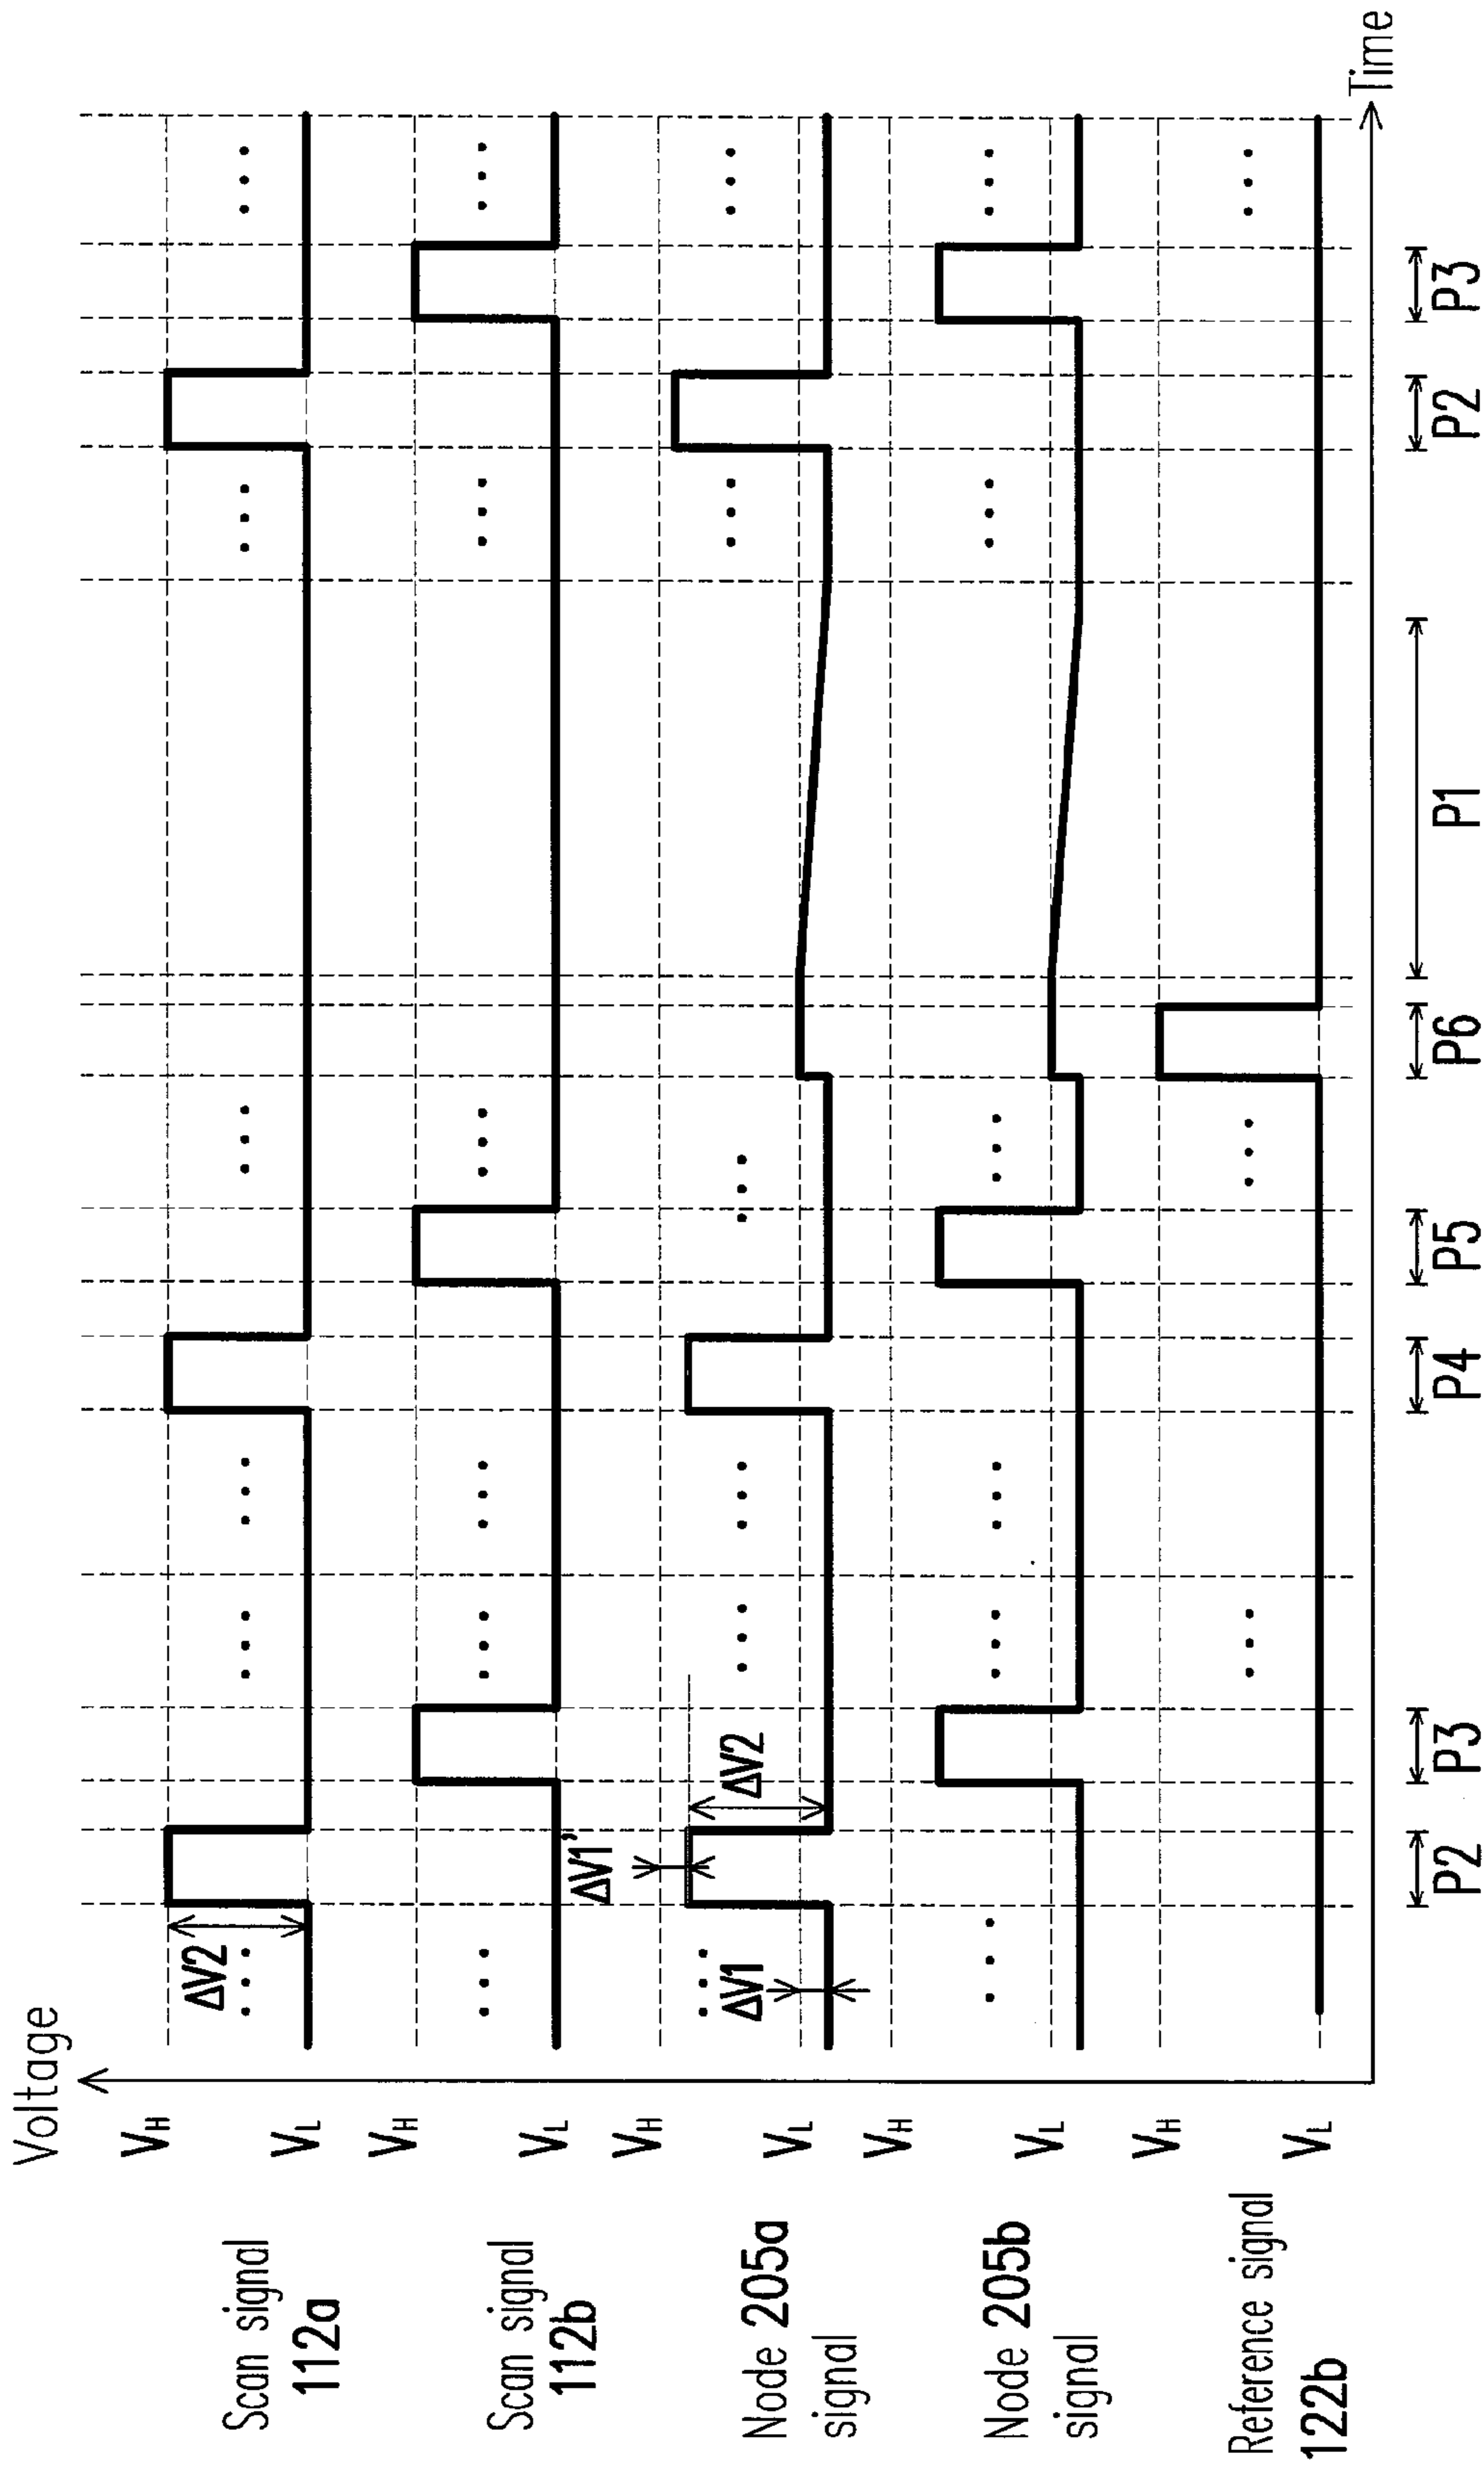 Voltage
VH
VL
VH
VL
VH
VL
VH
VL
VH
VL
Scan signal
112a
Scan signal
112b
Node 205a
signal
Node 205b
signal
Reference signal
122b
ΔV2
ΔV1'
ΔV1
ΔV2
P2
P3
P4
P5
P6
P1
P2
P3
Time